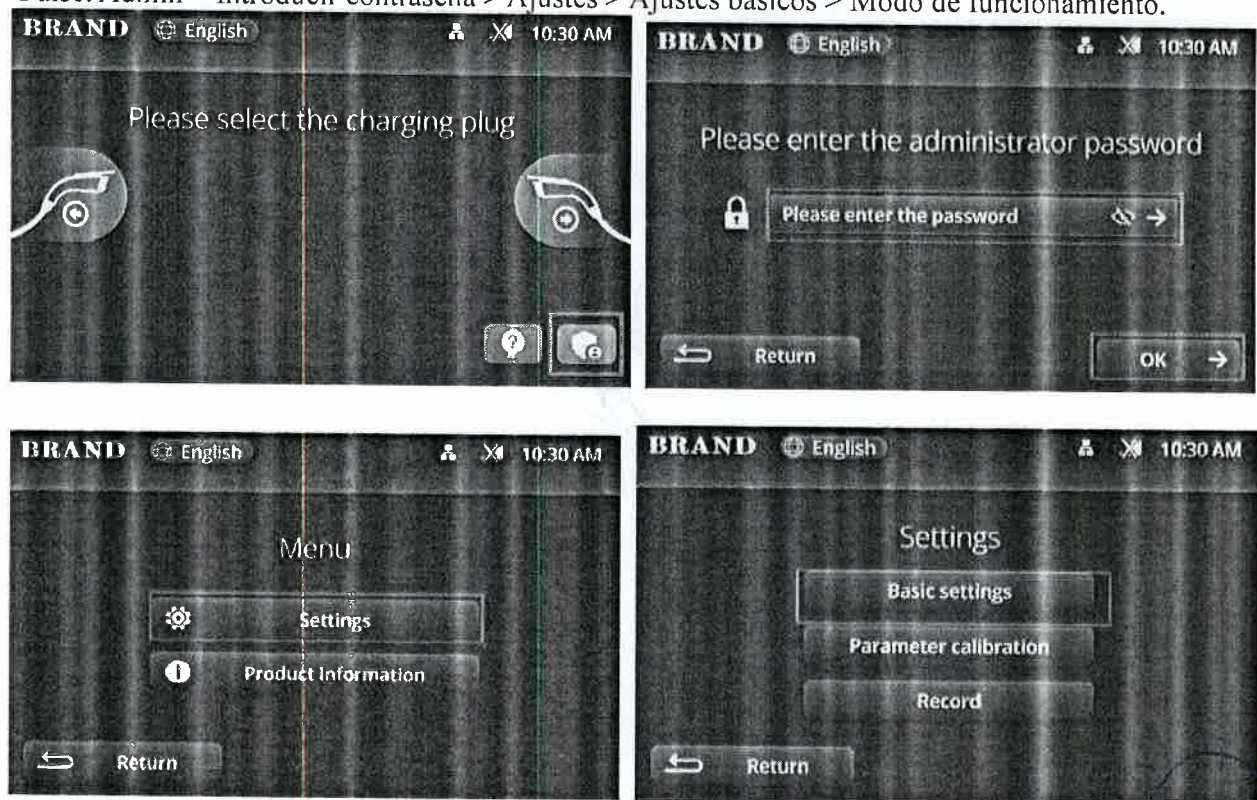 Admin > Introducir contraseña > Ajustes > Ajustes básicos > Modo de funcionamiento.
BRAND English 10:30 AM
Please select the charging plug
BRAND English 10:30 AM
Please enter the administrator password
Please enter the password
Return
OK
BRAND English 10:30 AM
Menu
Settings
Product Information
Return
BRAND English 10:30 AM
Settings
Basic settings
Parameter calibration
Record
Return